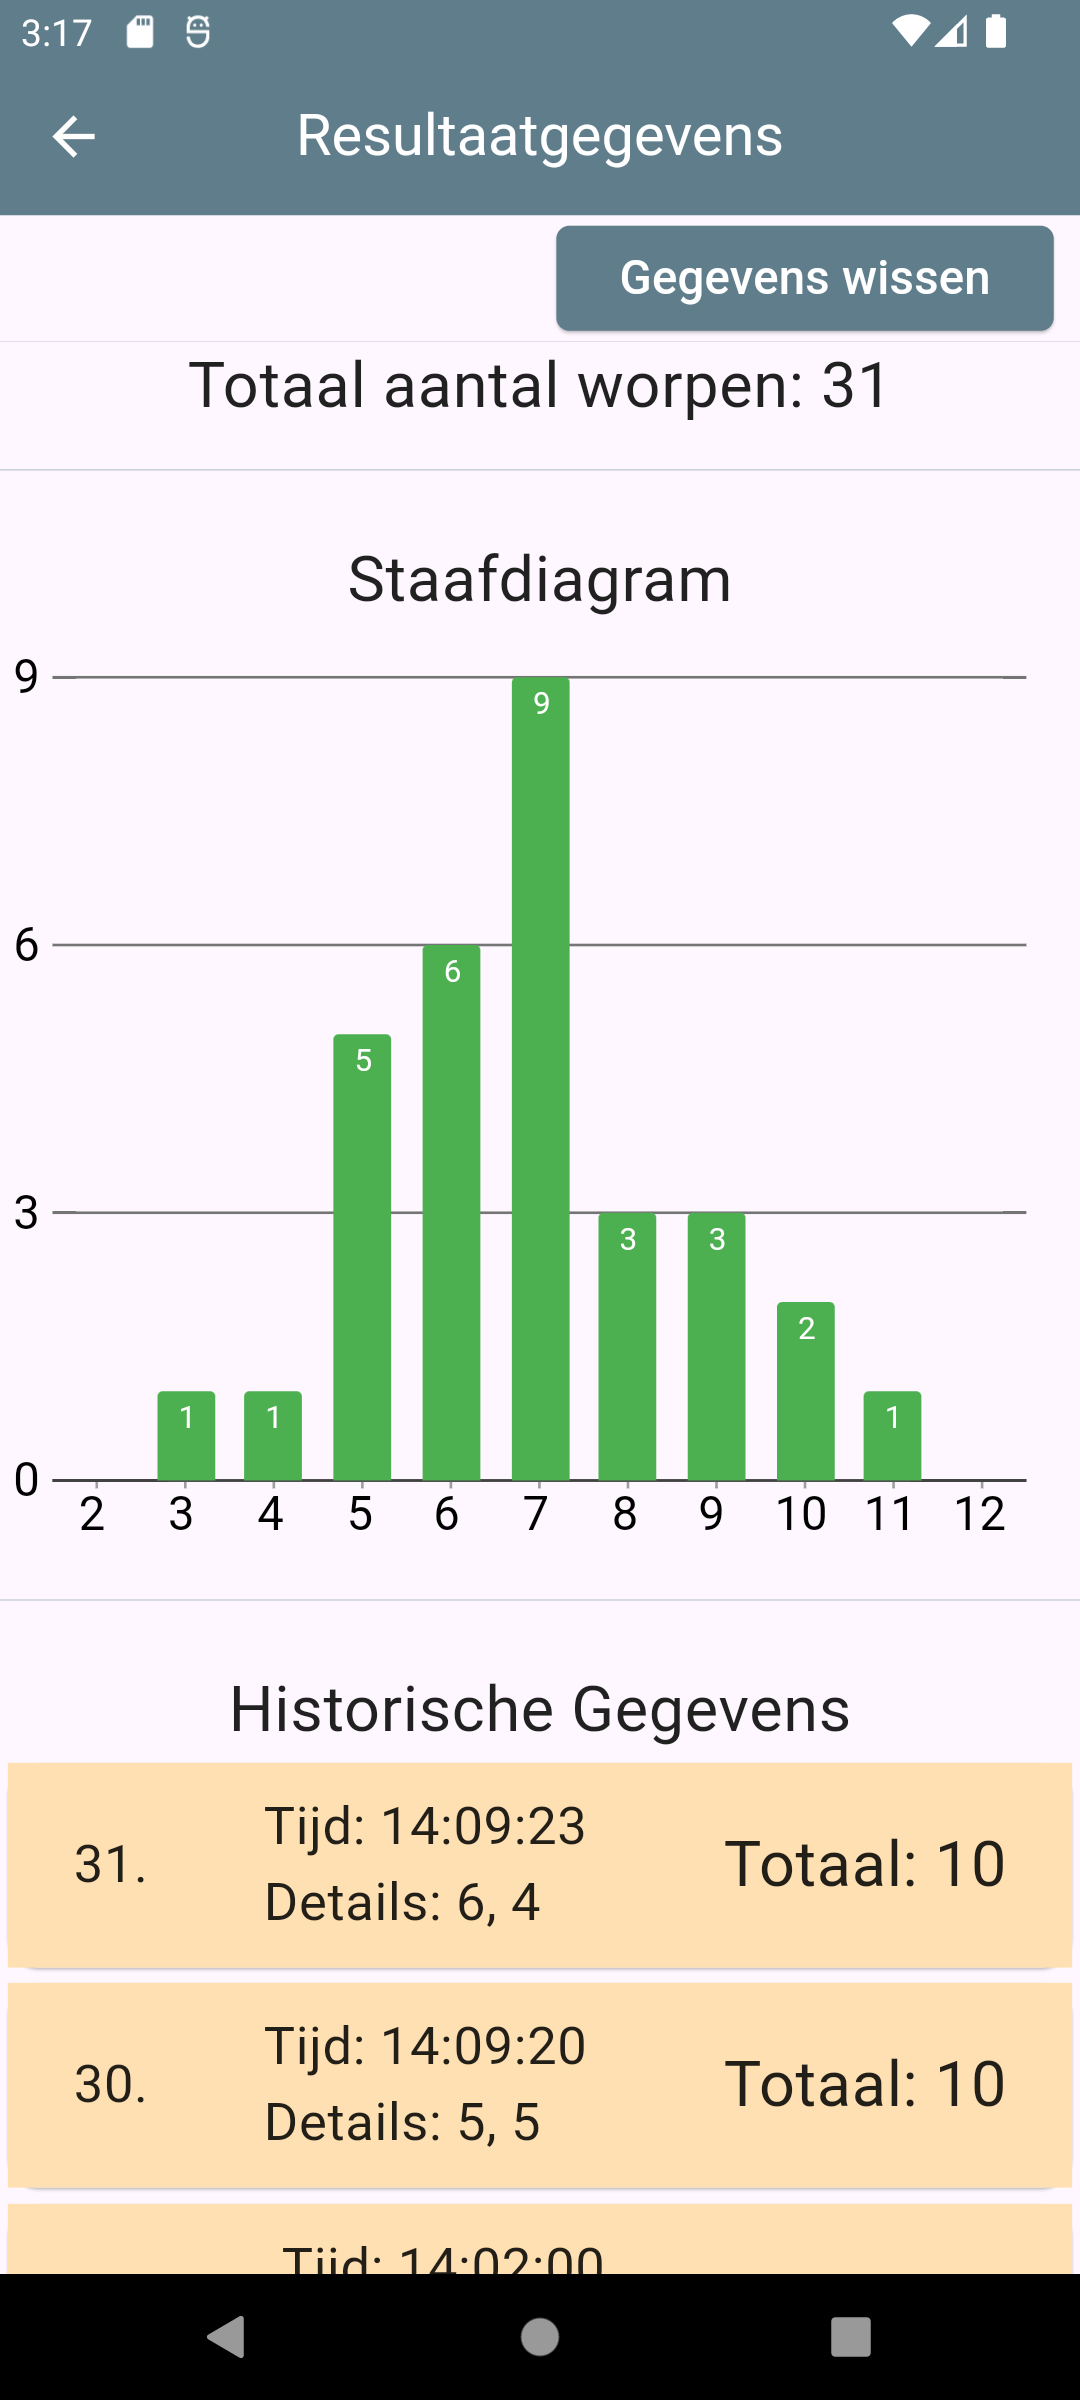 3:17
Resultaatgegevens
Gegevens wissen
Totaal aantal worpen: 31
Staafdiagram
9
9
6
6
5
3
3
3
2
1
1
1
0
2 3 4 5 6 7 8 9 10 11 12
Historische Gegevens
31.
Tijd: 14:09:23
Details: 6, 4
Totaal: 10
30.
Tijd: 14:09:20
Details: 5, 5
Totaal: 10
Tijd: 14:02:00